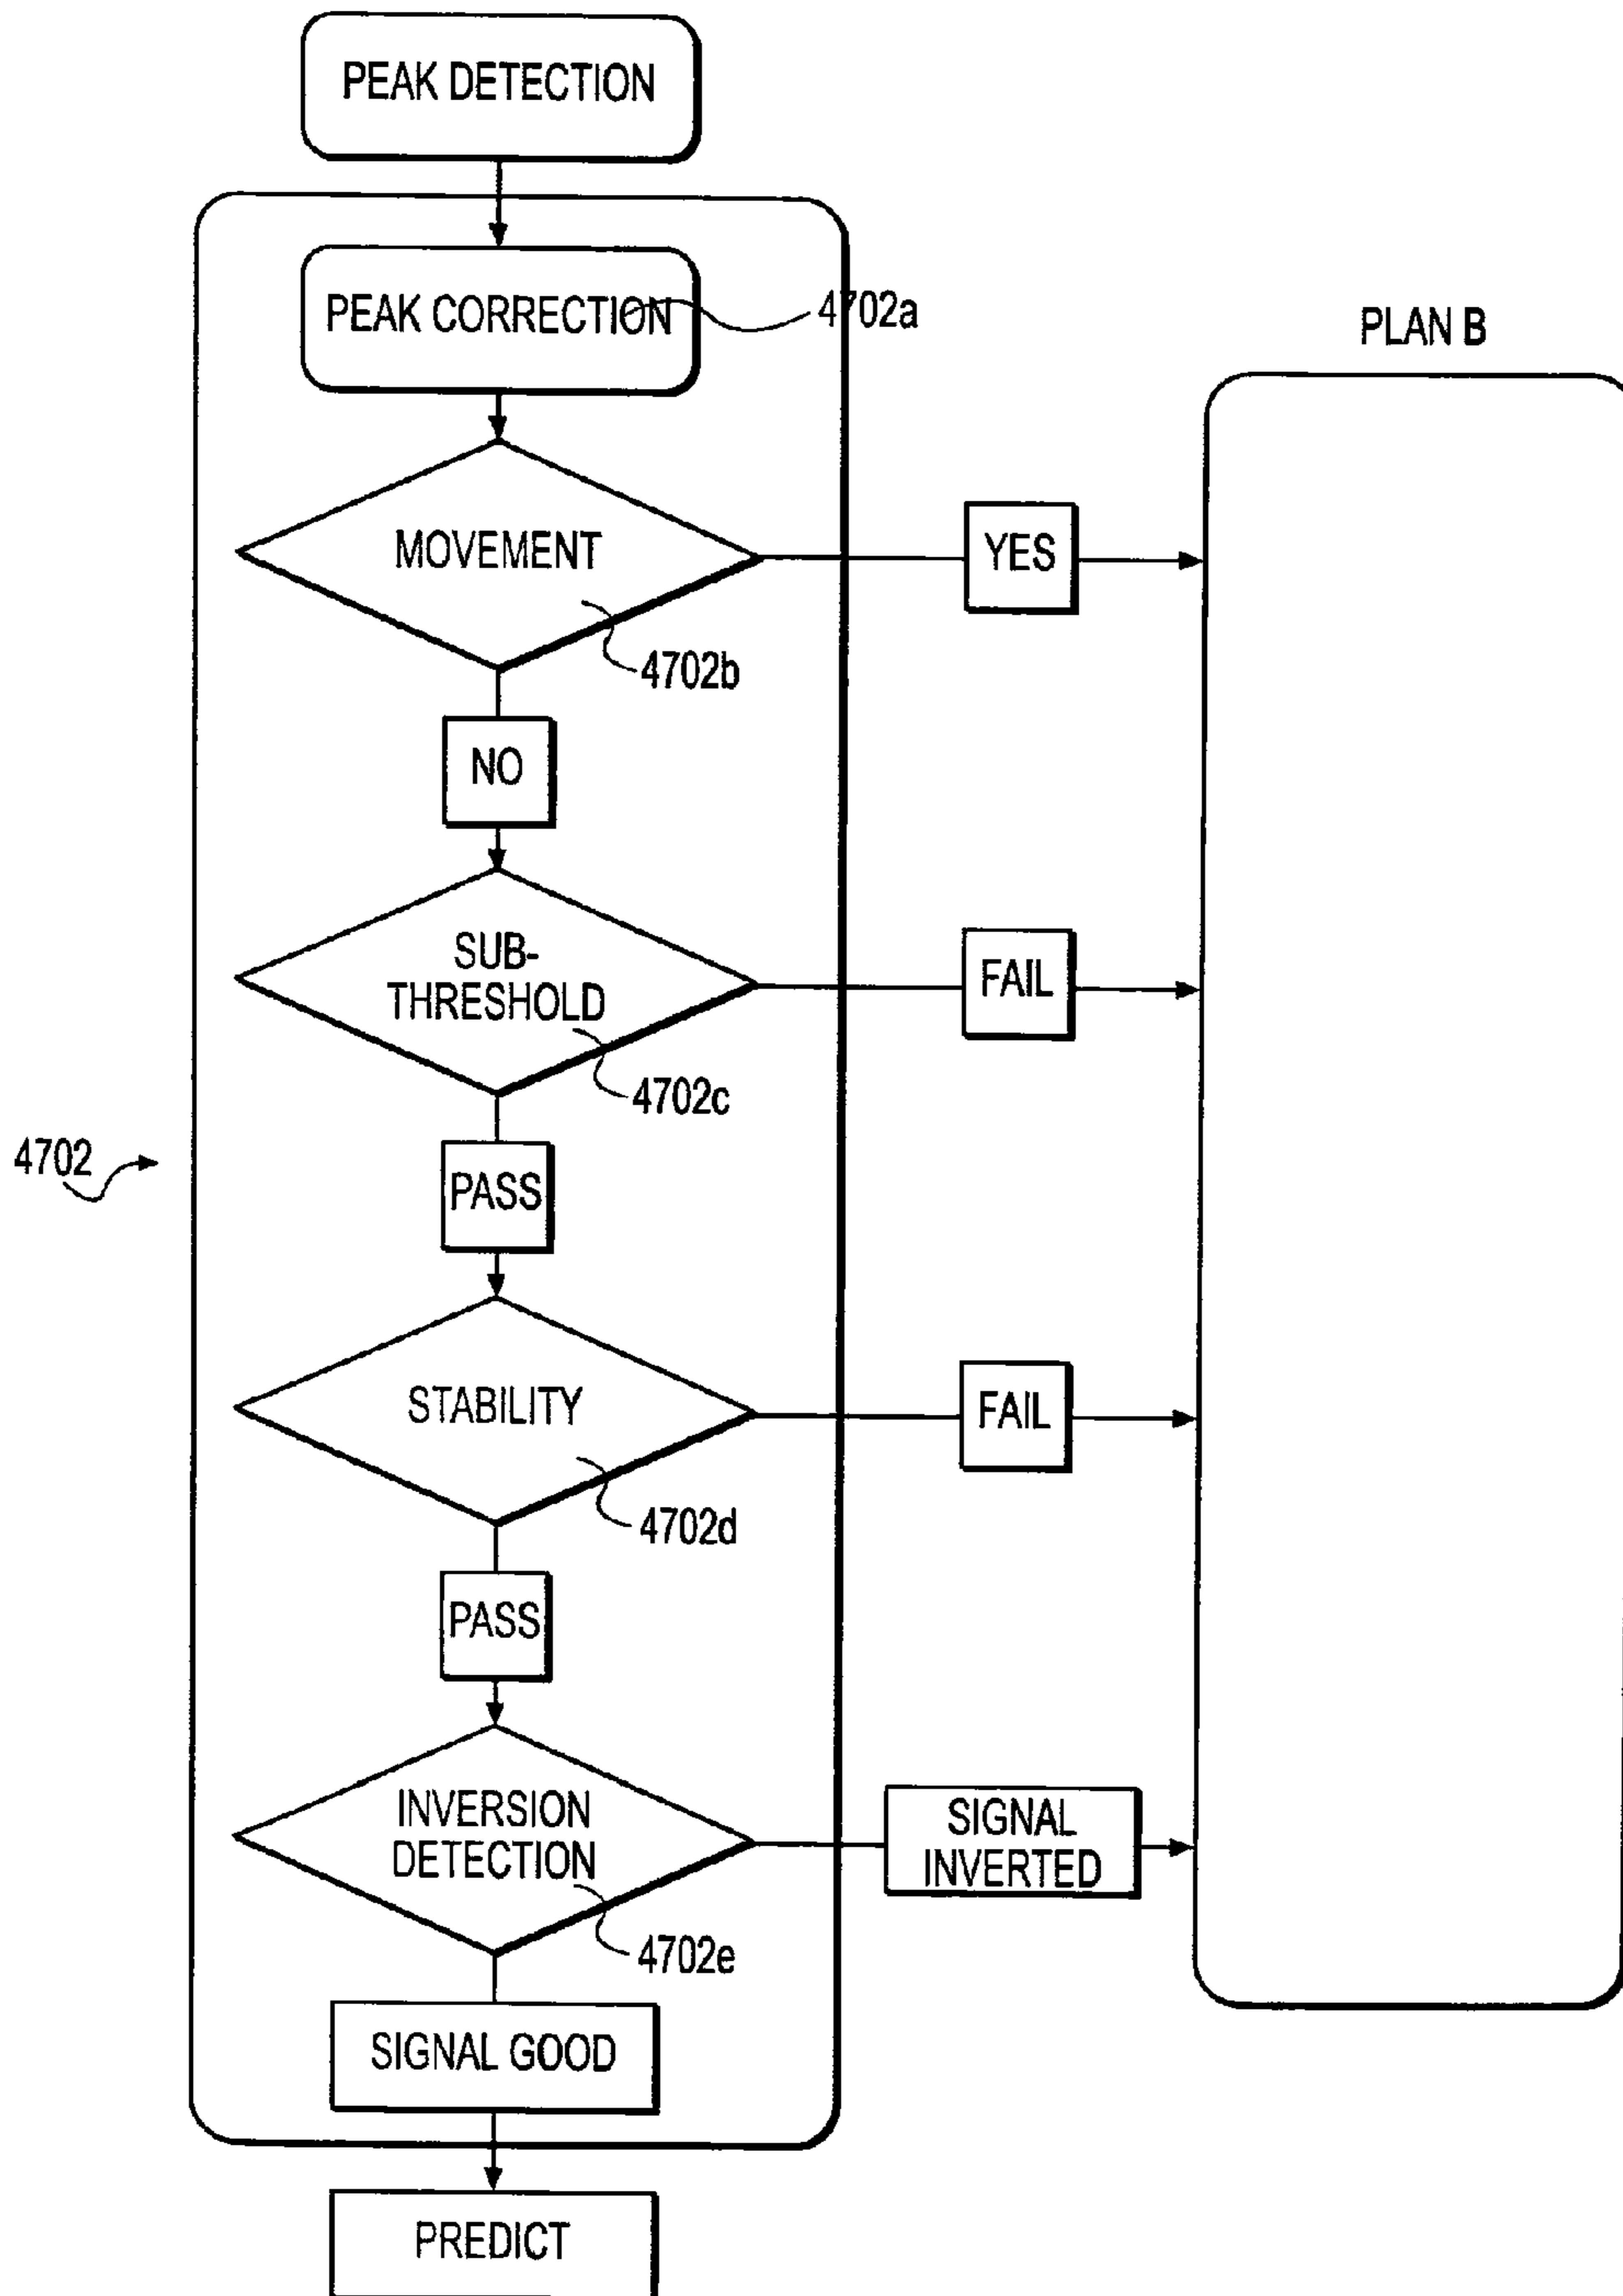 PEAK DETECTION
PEAK CORRECTION
4702a
PLAN B
MOVEMENT
YES
4702b
NO
SUB-
THRESHOLD
FAIL
4702c
4702
PASS
STABILITY
FAIL
4702d
PASS
INVERSION
DETECTION
SIGNAL
INVERTED
4702e
SIGNAL GOOD
PREDICT